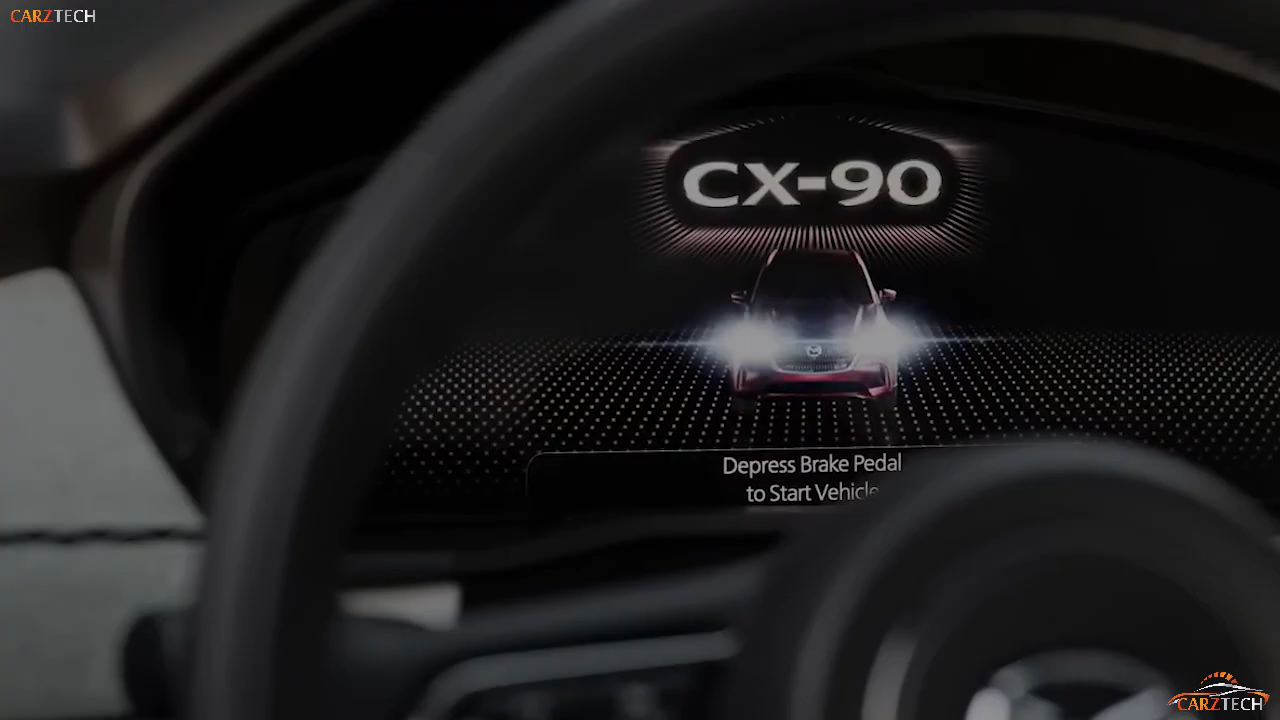 CARZTECH
CX-90
Depress Brake Pedal
to Start Vehicle
CARZTECH